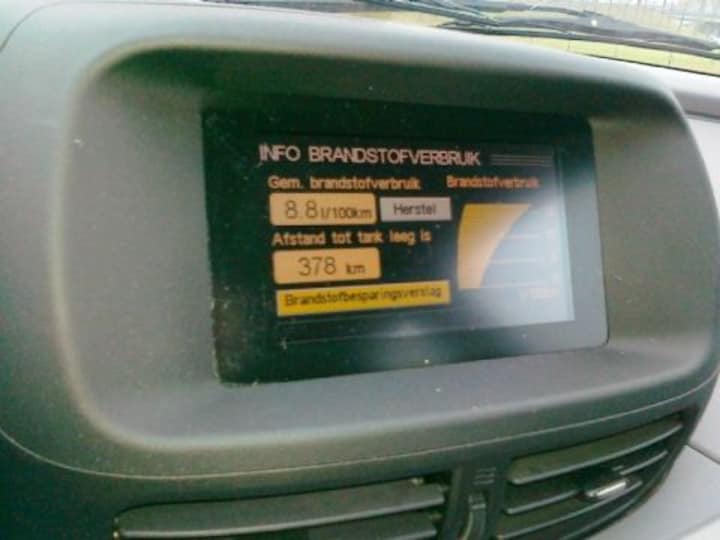 INFO BRANDSTOFVERBRUIK
Gem. brandstofverbruik
Brandstofverbruik
8.8 l/100km
Herstel
Afstand tot tank leeg is
378 km
Brandstofbesparingsverslag